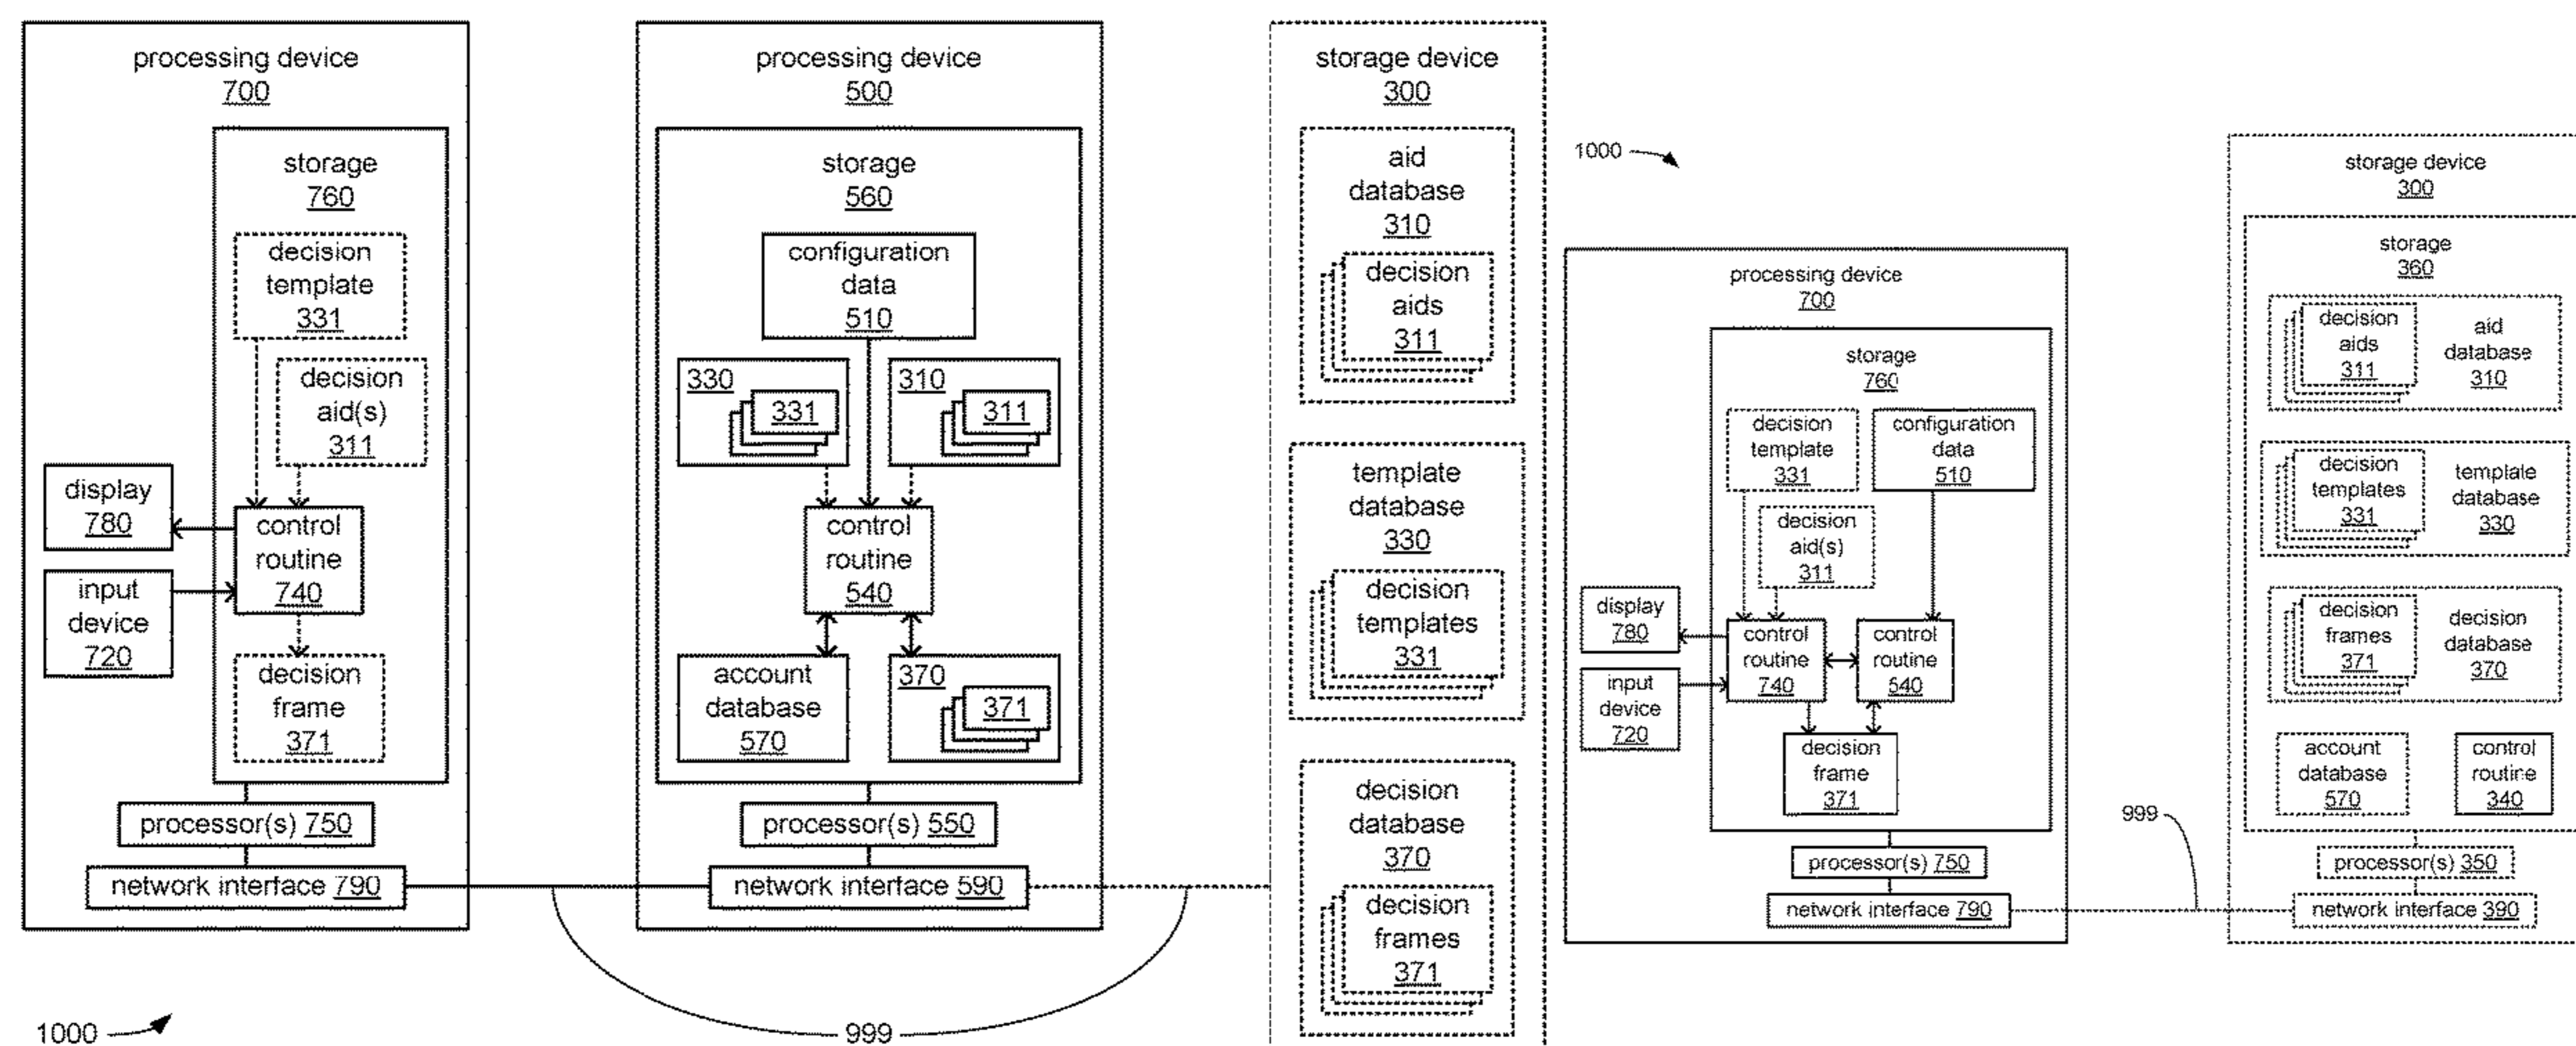 processing device
700
storage
760
decision
template
331
decision
aid(s)
311
display
780
control
routine
740
input
device
720
decision
frame
371
processor(s) 750
network interface 790
processing device
500
storage
560
configuration
data
510
330
331
310
311
control
routine
540
account
database
570
370
371
processor(s) 550
network interface 590
1000
999
storage device
300
aid
database
310
decision
aids
311
template
database
330
decision
templates
331
decision
database
370
decision
frames
371
1000
processing device
700
storage
760
decision
template
331
configuration
data
510
decision
aid(s)
311
display
780
control
routine
740
control
routine
540
input
device
720
decision
frame
371
processor(s) 750
network interface 790
999
storage device
300
storage
360
decision
aids
311
aid
database
310
decision
templates
331
template
database
330
decision
frames
371
decision
database
370
account
database
570
control
routine
340
processor(s) 350
network interface 390